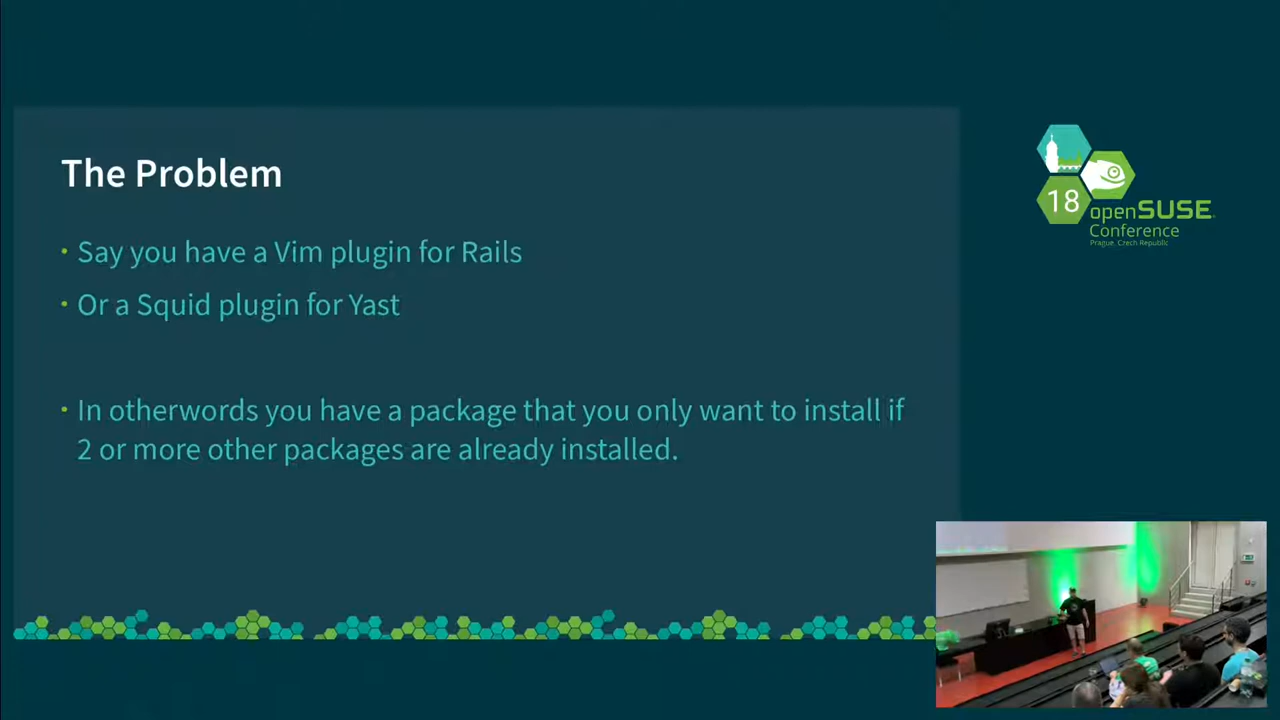 The Problem
• Say you have a Vim plugin for Rails
• Or a Squid plugin for Yast
• In otherwords you have a package that you only want to install if
2 or more other packages are already installed.
18
openSUSE
Conference
Prague, Czech Republic